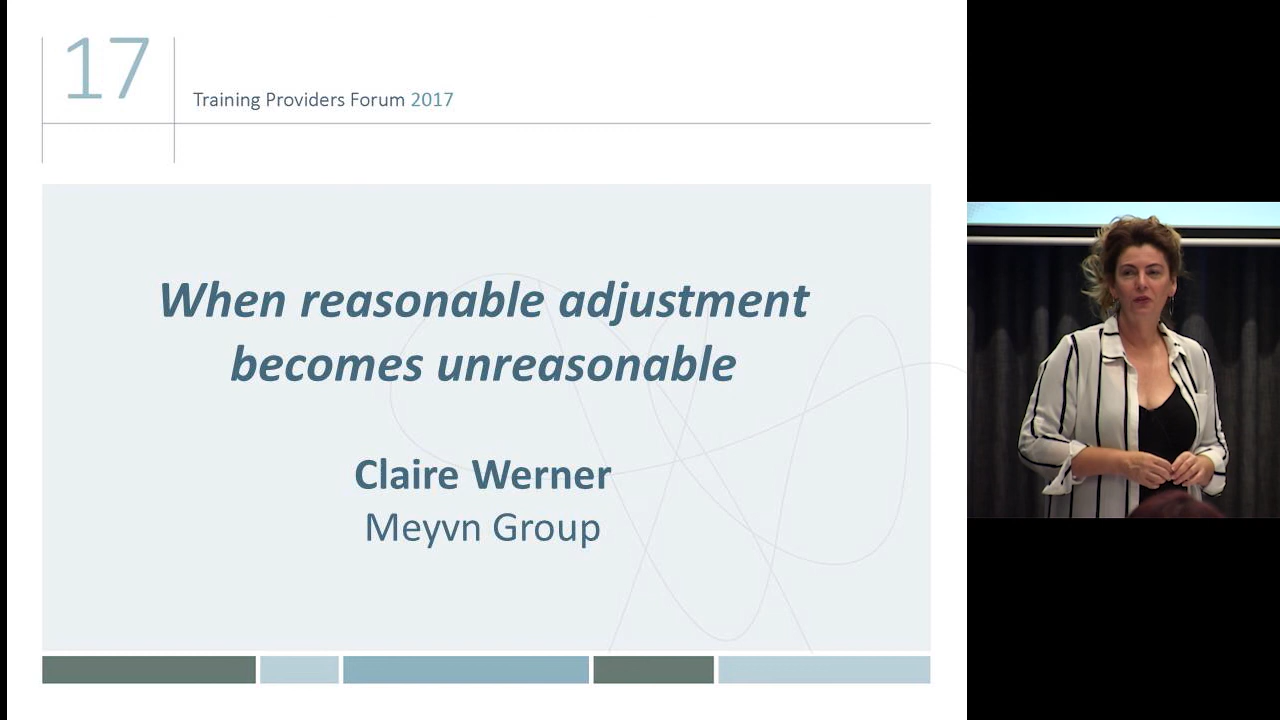 17
Training Providers Forum 2017
When reasonable adjustment
becomes unreasonable
Claire Werner
Meyvn Group